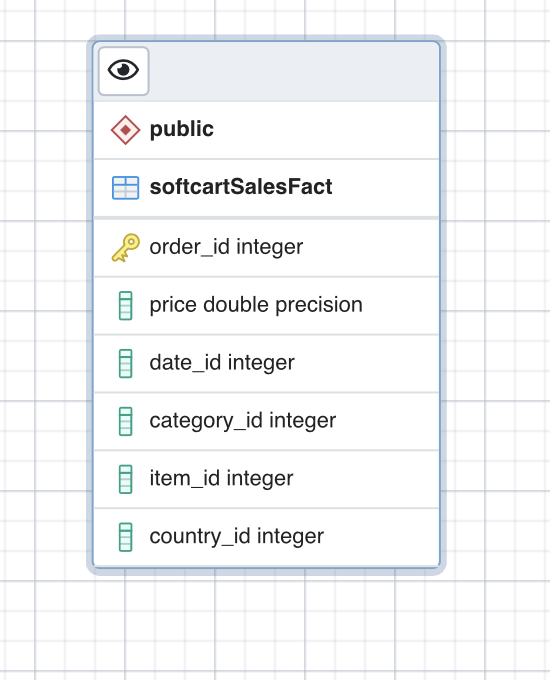 public
softcartSalesFact
order_id integer
price double precision
date_id integer
category_id integer
item_id integer
country_id integer